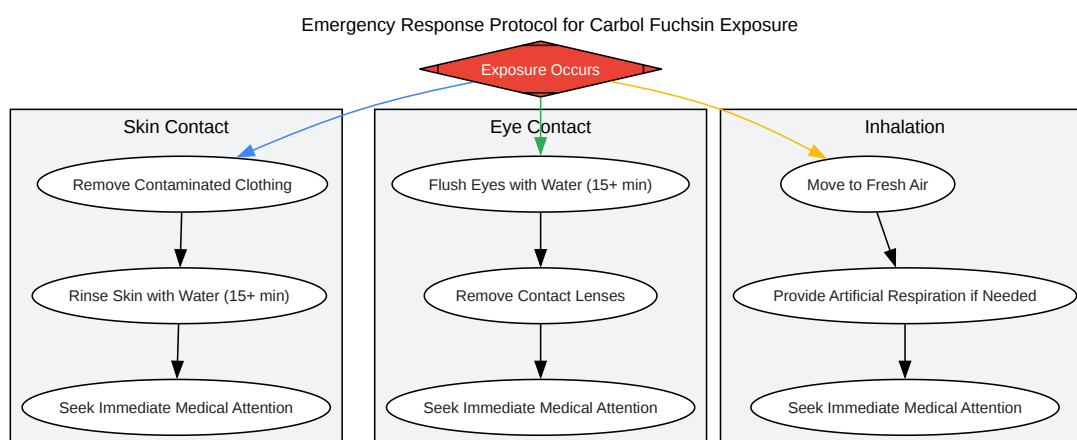 Emergency Response Protocol for Carbol Fuchsin Exposure
Exposure Occurs
Skin Contact
Remove Contaminated Clothing
Rinse Skin with Water (15+ min)
Seek Immediate Medical Attention
Eye Contact
Flush Eyes with Water (15+ min)
Remove Contact Lenses
Seek Immediate Medical Attention
Inhalation
Move to Fresh Air
Provide Artificial Respiration if Needed
Seek Immediate Medical Attention